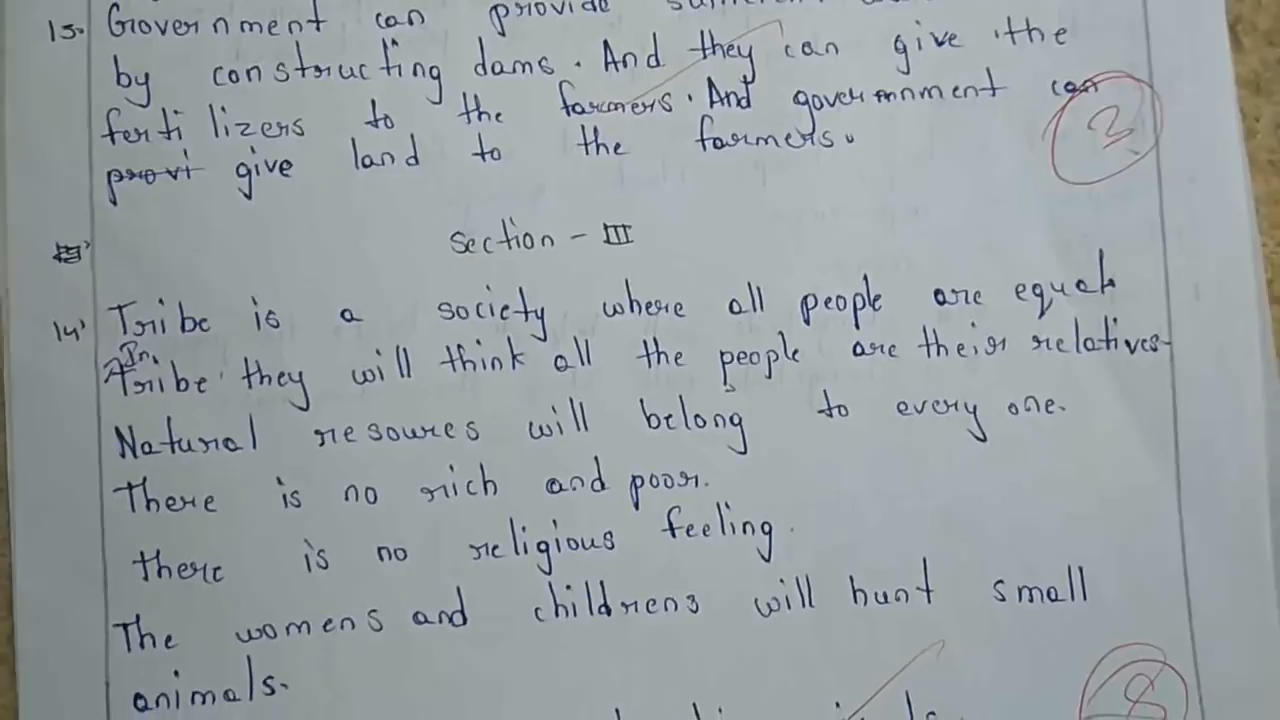 13. Government can provide
by constructing dams. And they can give the
fertilizers to the farmers. And government can
provi give land to the farmers.
3
Section - III
14' Tribe is a society where all people are equal.
In
Tribe they will think all the people are their relatives.
Natural resoures will belong to every one.
There is no rich and poor.
there is no religious feeling.
The womens and childrens will hunt small
animals.
8